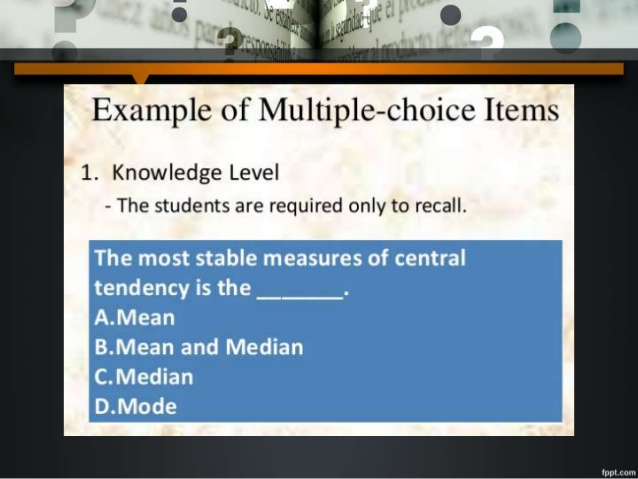 Example of Multiple-choice Items
1. Knowledge Level
- The students are required only to recall.
The most stable measures of central
tendency is the _______.
A.Mean
B.Mean and Median
C.Median
D.Mode
fppt.com